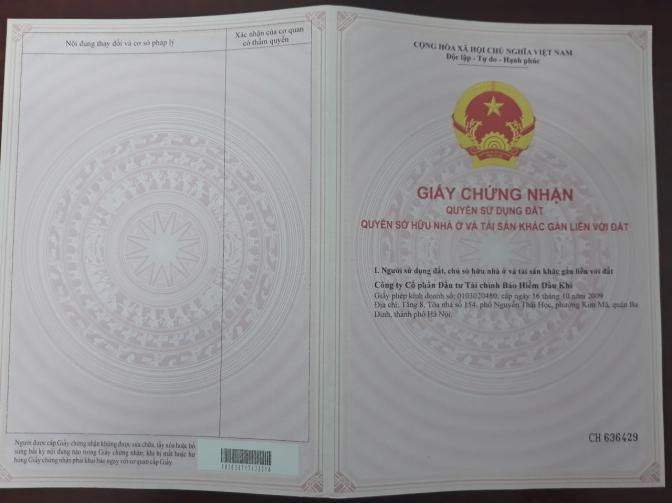 Nội dung thay đổi và cơ sở pháp lý
Xác nhận của cơ quan
có thẩm quyền
Người được cấp Giấy chứng nhận không được sửa chữa, tẩy xóa hoặc bổ
sung bất kỳ nội dung nào trong Giấy chứng nhận; khi bị mất hoặc hư
hỏng Giấy chứng nhận phải khai báo ngay với cơ quan cấp Giấy.
CỘNG HÒA XÃ HỘI CHỦ NGHĨA VIỆT NAM
Độc lập - Tự do - Hạnh phúc
GIẤY CHỨNG NHẬN
QUYỀN SỬ DỤNG ĐẤT
QUYỀN SỞ HỮU NHÀ Ở VÀ TÀI SẢN KHÁC GẮN LIỀN VỚI ĐẤT
I. Người sử dụng đất, chủ sở hữu nhà ở và tài sản khác gắn liền với đất
Công ty Cổ phần Đầu tư Tài chính Bảo Hiểm Dầu Khí
Giấy phép kinh doanh số: 0103020480, cấp ngày 16 tháng 10 năm 2009
Địa chỉ: Tầng 8, Tòa nhà số 154, phố Nguyễn Thái Học, phường Kim Mã, quận Ba
Đình, thành phố Hà Nội.
CH 636429